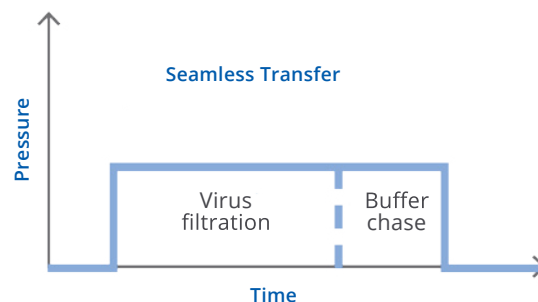 Seamless Transfer
Pressure
Virus
filtration
Buffer
chase
Time